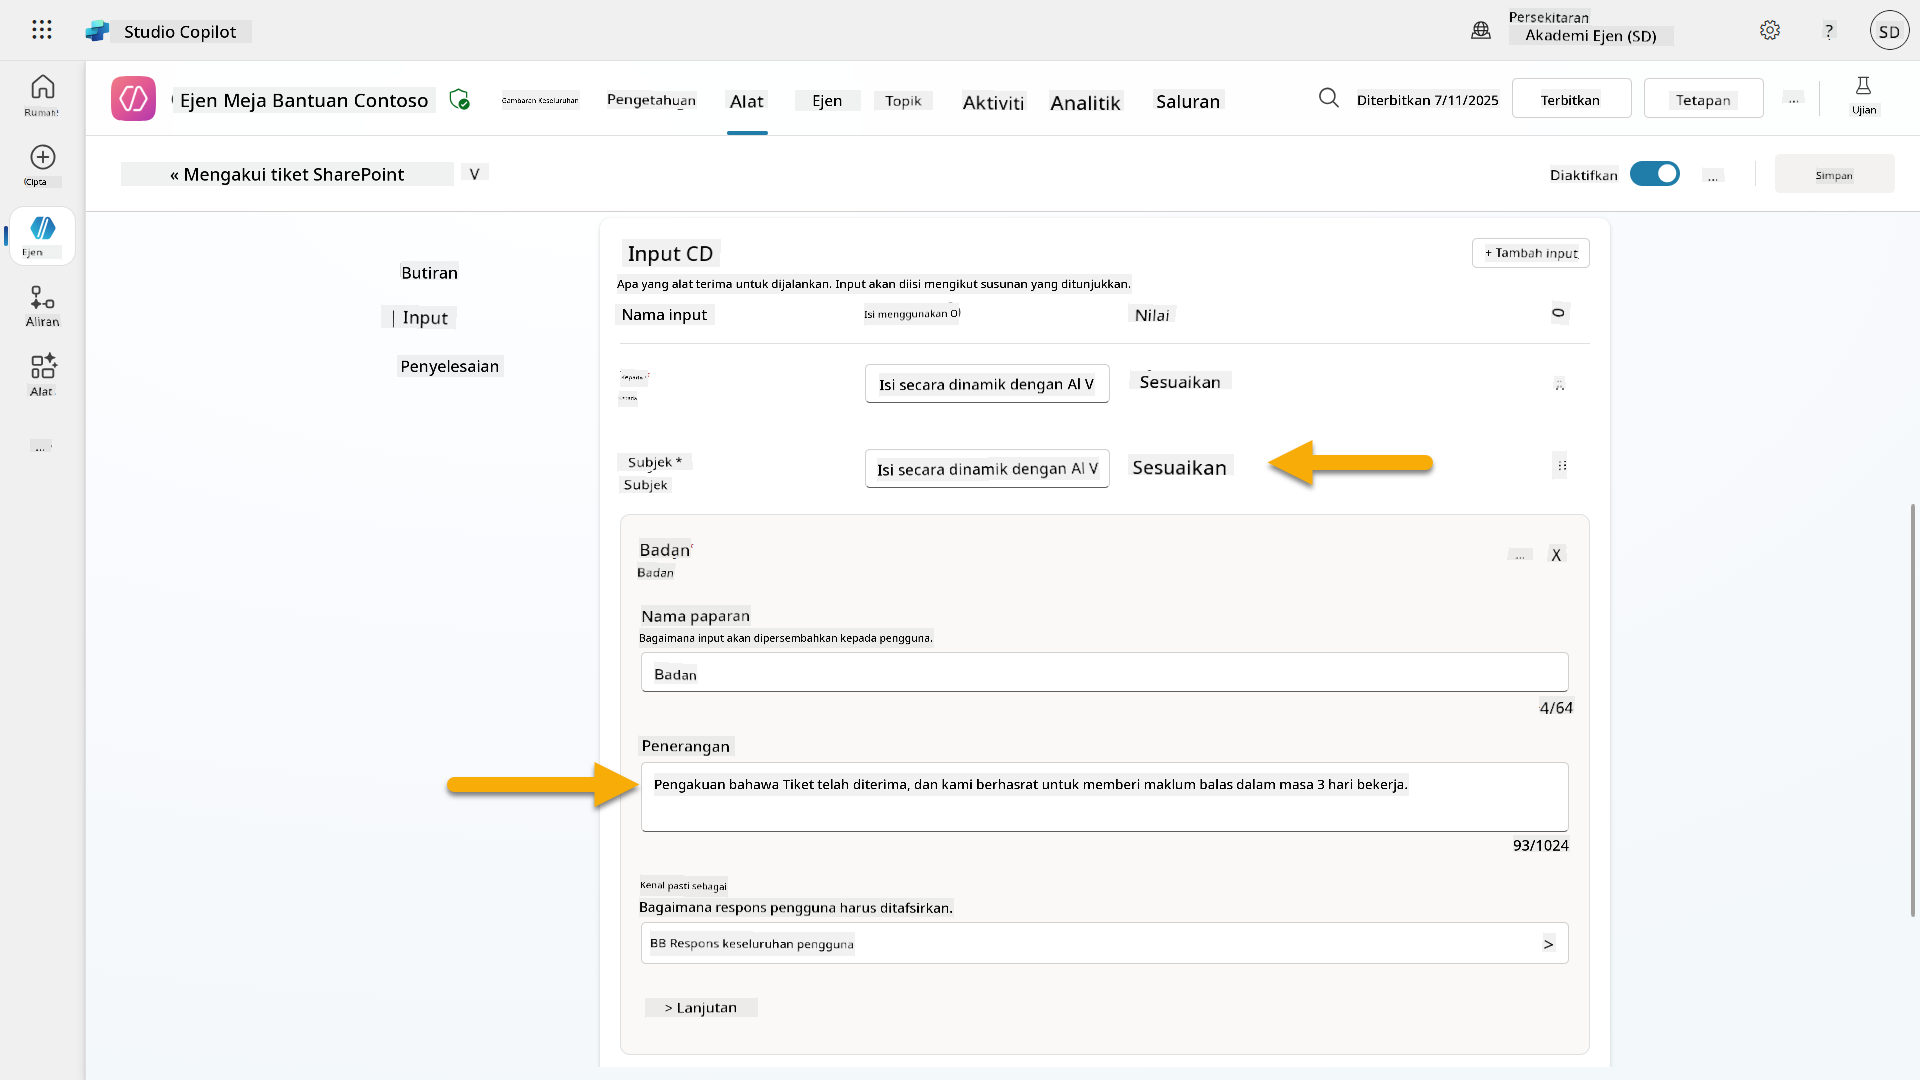 Studio Copilot
Persekitaran
Akademi Ejen (SD)
?
SD
Rumah
Ejen Meja Bantuan Contoso
Gambaran Keseluruhan
Pengetahuan
Alat
Ejen
Topik
Aktiviti
Analitik
Saluran
Diterbitkan 7/11/2025
Terbitkan
Tetapan
...
Ujian
Cipta
« Mengakui tiket SharePoint
V
Diaktifkan
...
Simpan
Ejen
Aliran
Alat
...
Butiran
| Input
Penyelesaian
Input CD
+ Tambah input
Apa yang alat terima untuk dijalankan. Input akan diisi mengikut susunan yang ditunjukkan.
Nama input
Isi menggunakan O)
Nilai
Isi secara dinamik dengan Al V
Sesuaikan
Subjek *
Subjek
Isi secara dinamik dengan Al V
Sesuaikan
Badan
Badan
...
X
Nama paparan
Bagaimana input akan dipersembahkan kepada pengguna.
Badan
4/64
Penerangan
Pengakuan bahawa Tiket telah diterima, dan kami berhasrat untuk memberi maklum balas dalam masa 3 hari bekerja.
93/1024
Kenal pasti sebagai
Bagaimana respons pengguna harus ditafsirkan.
BB Respons keseluruhan pengguna
>
> Lanjutan